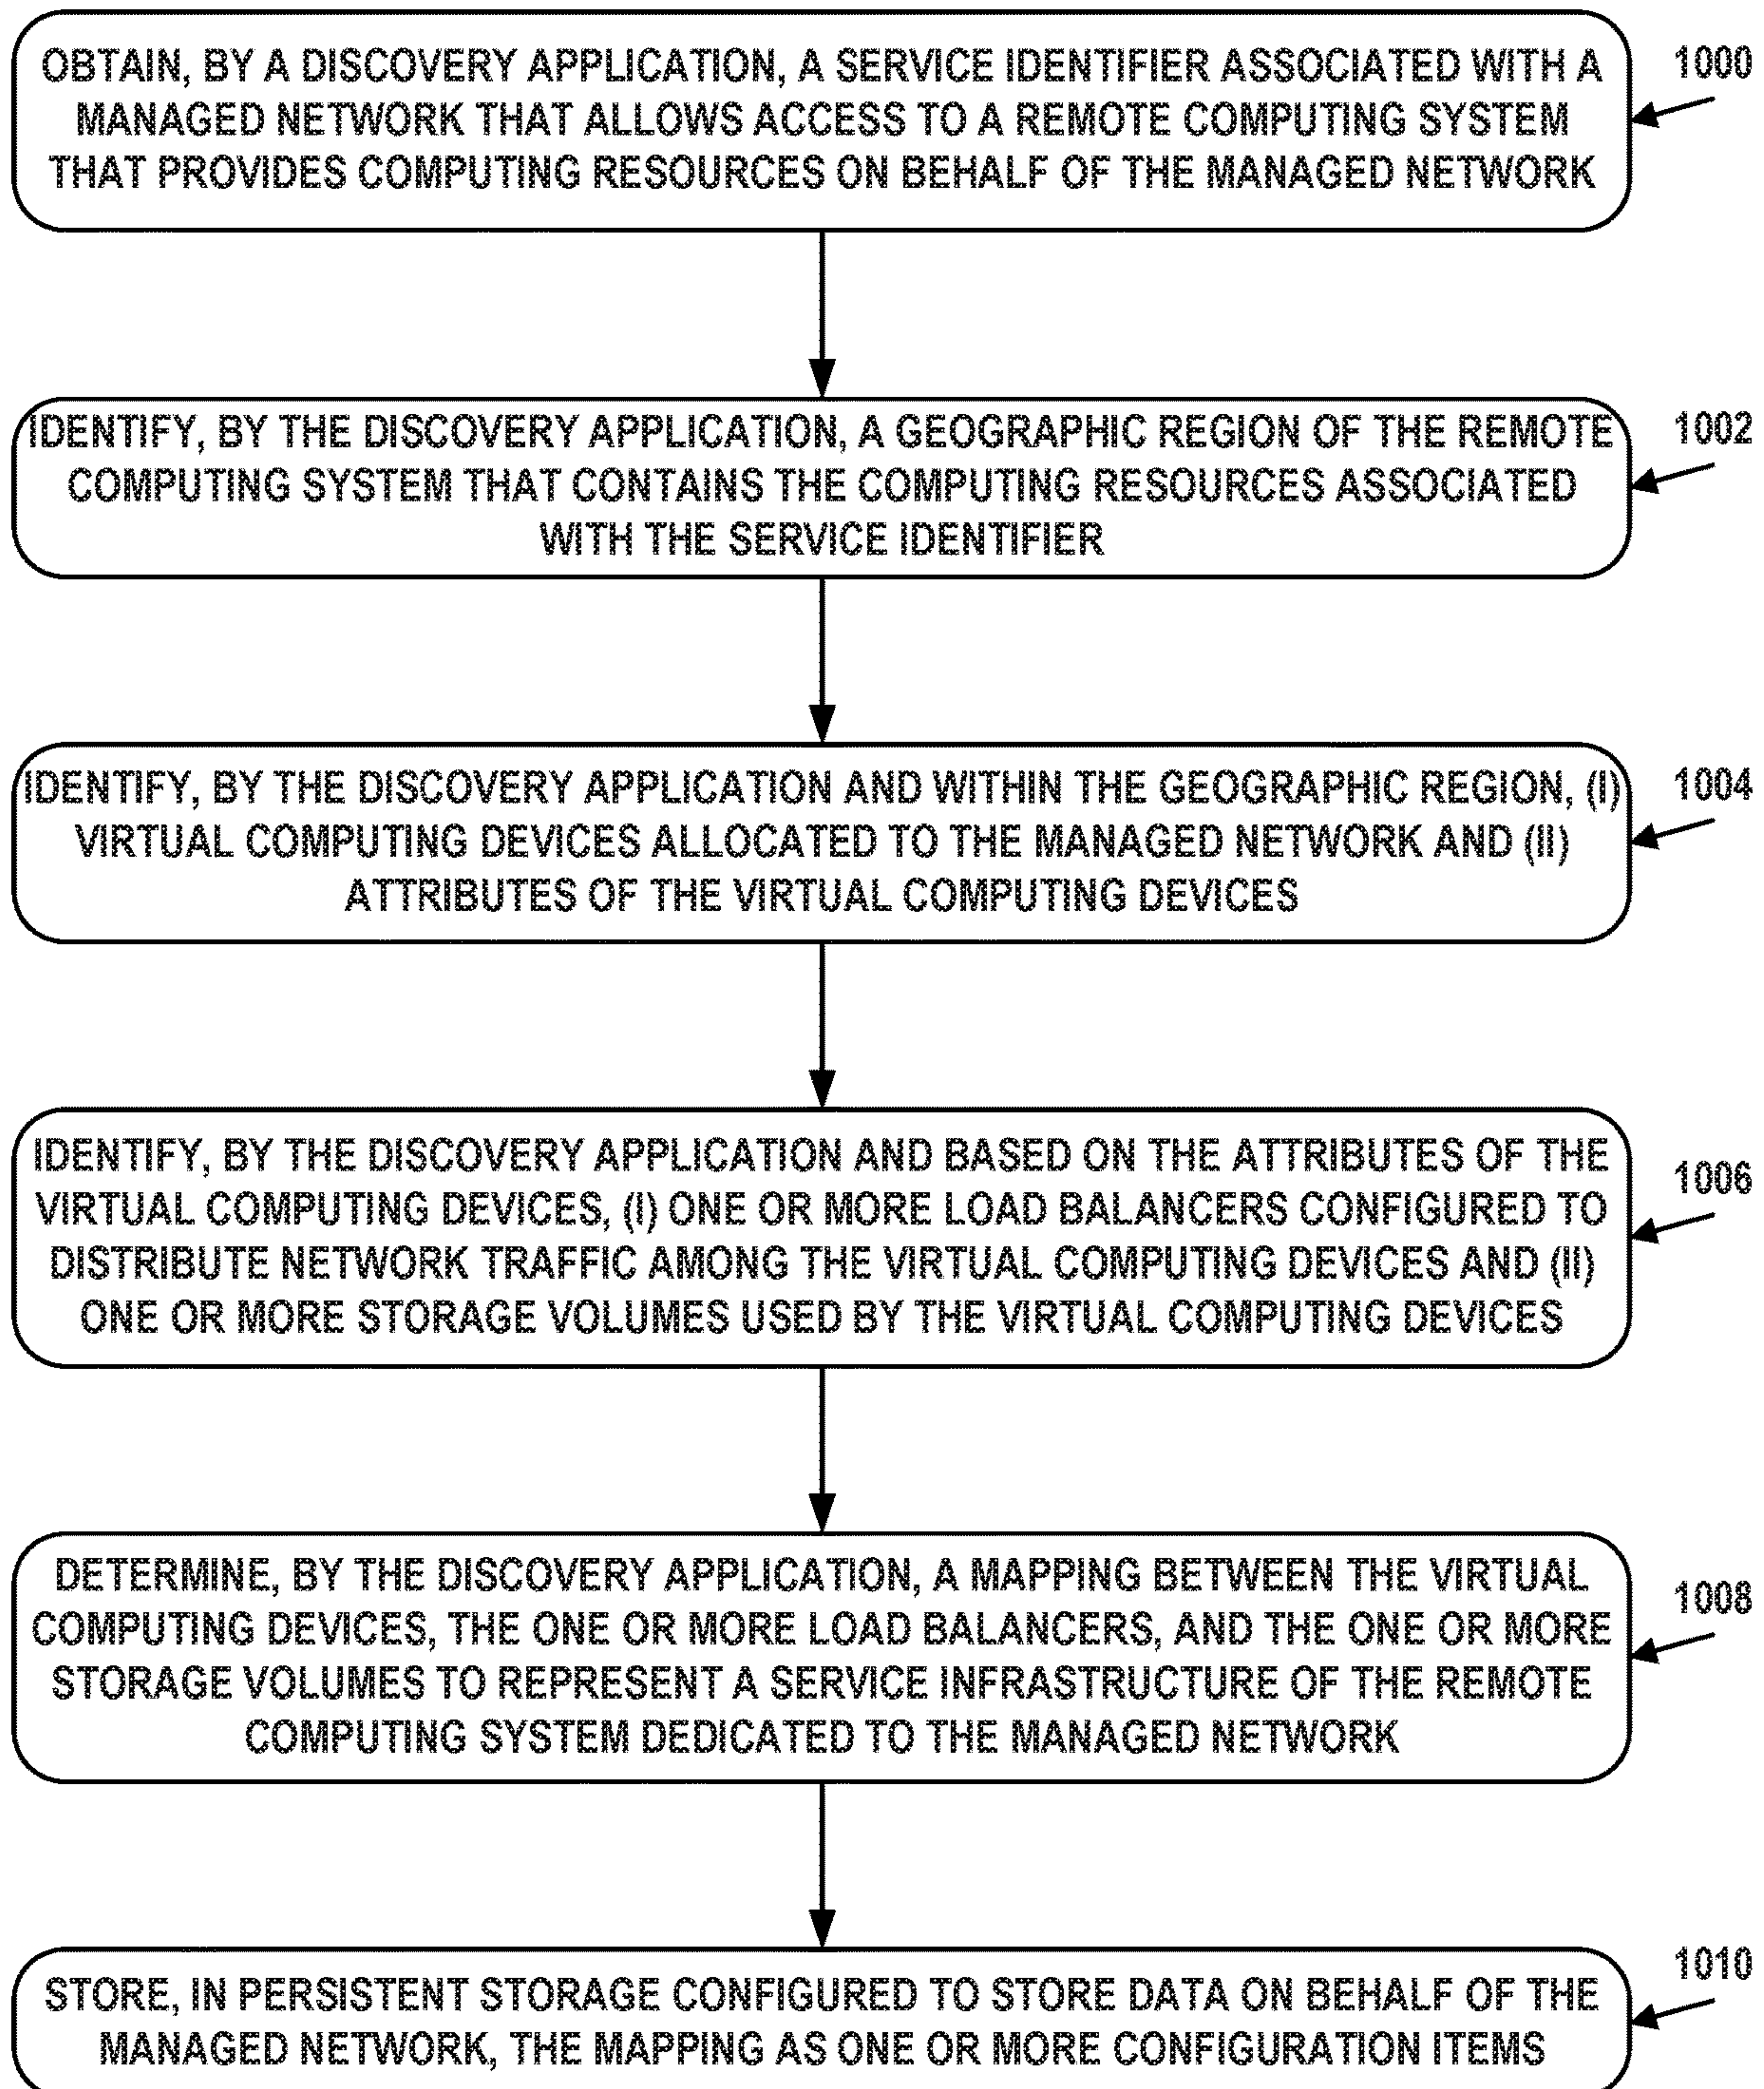 OBTAIN, BY A DISCOVERY APPLICATION, A SERVICE IDENTIFIER ASSOCIATED WITH A
MANAGED NETWORK THAT ALLOWS ACCESS TO A REMOTE COMPUTING SYSTEM
THAT PROVIDES COMPUTING RESOURCES ON BEHALF OF THE MANAGED NETWORK
1000
IDENTIFY, BY THE DISCOVERY APPLICATION, A GEOGRAPHIC REGION OF THE REMOTE
COMPUTING SYSTEM THAT CONTAINS THE COMPUTING RESOURCES ASSOCIATED
WITH THE SERVICE IDENTIFIER
1002
IDENTIFY, BY THE DISCOVERY APPLICATION AND WITHIN THE GEOGRAPHIC REGION, (I)
VIRTUAL COMPUTING DEVICES ALLOCATED TO THE MANAGED NETWORK AND (II)
ATTRIBUTES OF THE VIRTUAL COMPUTING DEVICES
1004
IDENTIFY, BY THE DISCOVERY APPLICATION AND BASED ON THE ATTRIBUTES OF THE
VIRTUAL COMPUTING DEVICES, (I) ONE OR MORE LOAD BALANCERS CONFIGURED TO
DISTRIBUTE NETWORK TRAFFIC AMONG THE VIRTUAL COMPUTING DEVICES AND (II)
ONE OR MORE STORAGE VOLUMES USED BY THE VIRTUAL COMPUTING DEVICES
1006
DETERMINE, BY THE DISCOVERY APPLICATION, A MAPPING BETWEEN THE VIRTUAL
COMPUTING DEVICES, THE ONE OR MORE LOAD BALANCERS, AND THE ONE OR MORE
STORAGE VOLUMES TO REPRESENT A SERVICE INFRASTRUCTURE OF THE REMOTE
COMPUTING SYSTEM DEDICATED TO THE MANAGED NETWORK
1008
STORE, IN PERSISTENT STORAGE CONFIGURED TO STORE DATA ON BEHALF OF THE
MANAGED NETWORK, THE MAPPING AS ONE OR MORE CONFIGURATION ITEMS
1010